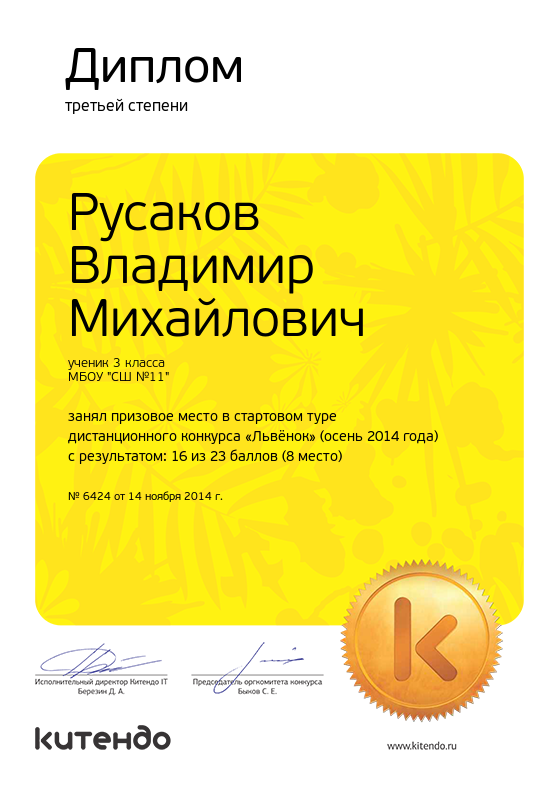 Диплом
третьей степени
Русаков
Владимир
Михайлович
ученик 3 класса
МБОУ "СШ №11"
занял призовое место в стартовом туре
дистанционного конкурса «Львёнок» (осень 2014 года)
с результатом: 16 из 23 баллов (8 место)
№ 6424 от 14 ноября 2014 г.
Исполнительный директор Китендо IT
Березин Д. А.
Председатель оргкомитета конкурса
Быков С. Е.
k
китендо
www.kitendo.ru